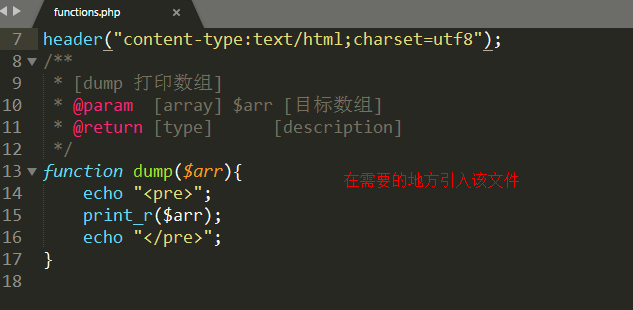 functions.php
7 header("content-type:text/html;charset=utf8");
8 /**
9  * [dump 打印数组]
10  * @param  [array] $arr [目标数组]
11  * @return [type]      [description]
12  */
13 function dump($arr){
在需要的地方引入该文件
14     echo "<pre>";
15     print_r($arr);
16     echo "</pre>";
17 }
18